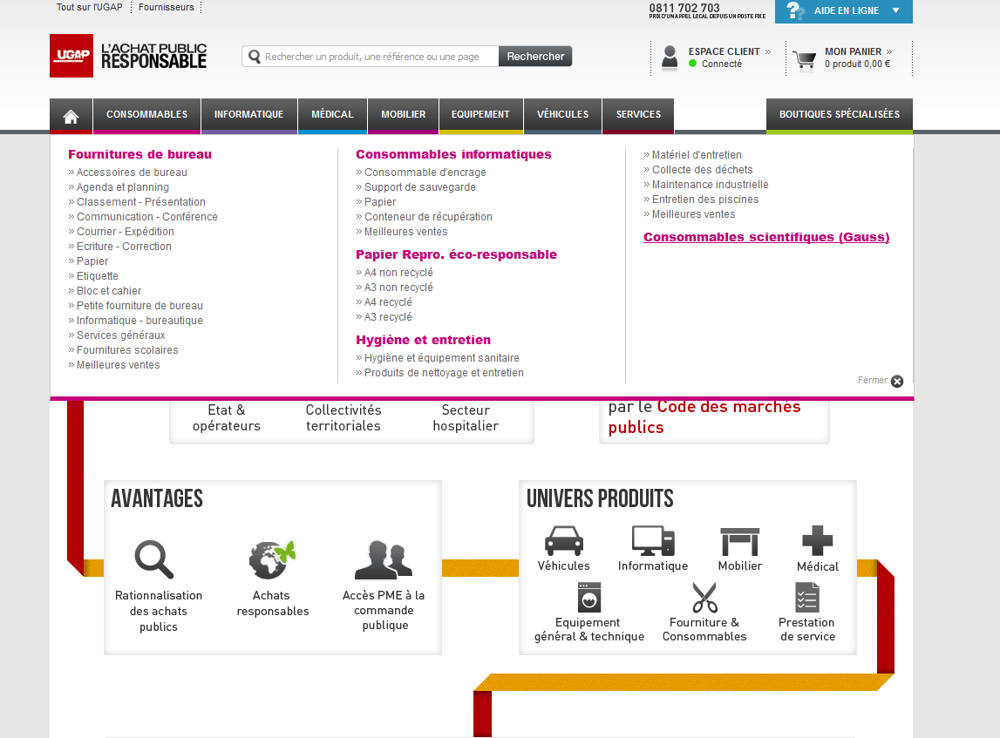 Tout sur l'UGAP
Fournisseurs
0811 702 703
PRIX D'UN APPEL LOCAL DEPUIS UN POSTE FIXE
AIDE EN LIGNE
UGAP
L'ACHAT PUBLIC
RESPONSABLE
Rechercher un produit, une référence ou une page
Rechercher
ESPACE CLIENT »
Connecté
MON PANIER »
0 produit 0,00 €
CONSOMMABLES
INFORMATIQUE
MÉDICAL
MOBILIER
EQUIPEMENT
VÉHICULES
SERVICES
BOUTIQUES SPÉCIALISÉES
Fournitures de bureau
» Accessoires de bureau
» Agenda et planning
» Classement - Présentation
» Communication - Conférence
» Courrier - Expédition
» Ecriture - Correction
» Papier
» Etiquette
» Bloc et cahier
» Petite fourniture de bureau
» Informatique - bureautique
» Services généraux
» Fournitures scolaires
» Meilleures ventes
Consommables informatiques
» Consommable d'encrage
» Support de sauvegarde
» Papier
» Conteneur de récupération
» Meilleures ventes
Papier Repro. éco-responsable
» A4 non recyclé
» A3 non recyclé
» A4 recyclé
» A3 recyclé
Hygiène et entretien
» Hygiène et équipement sanitaire
» Produits de nettoyage et entretien
» Matériel d'entretien
» Collecte des déchets
» Maintenance industrielle
» Entretien des piscines
» Meilleures ventes
Consommables scientifiques (Gauss)
Fermer
Etat &
opérateurs
Collectivités
territoriales
Secteur
hospitalier
par le Code des marchés
publics
AVANTAGES
Rationnalisation
des achats
publics
Achats
responsables
Accès PME à la
commande
publique
UNIVERS PRODUITS
Véhicules
Informatique
Mobilier
Médical
Equipement
général & technique
Fourniture &
Consommables
Prestation
de service